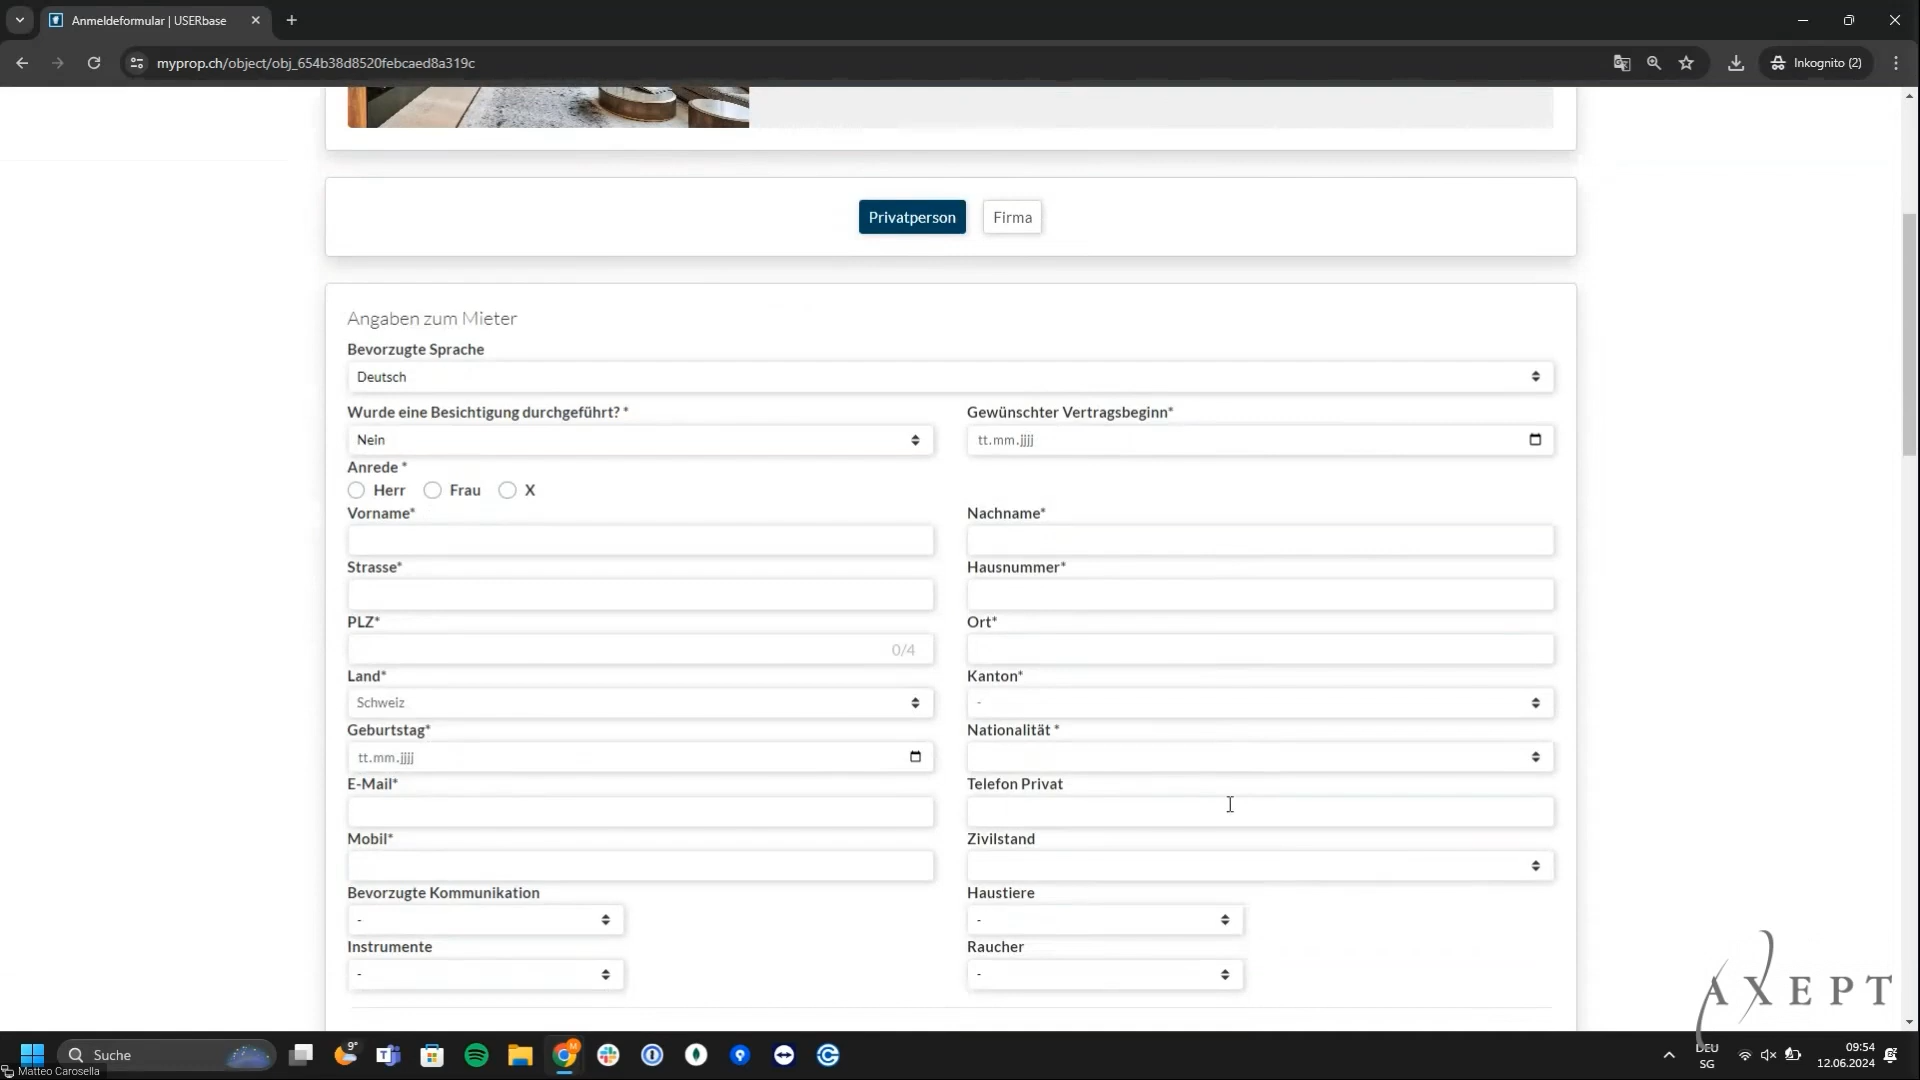 Anmeldeformular | USERbase
myprop.ch/object/obj_654b38d8520febcaed8a319c
Inkognito (2)
Privatperson
Firma
Angaben zum Mieter
Bevorzugte Sprache
Deutsch
Wurde eine Besichtigung durchgeführt? *
Gewünschter Vertragsbeginn*
Nein
tt.mm.jjjj
Anrede *
Herr
Frau
X
Vorname*
Nachname*
Strasse*
Hausnummer*
PLZ*
Ort*
0/4
Land*
Kanton*
Schweiz
-
Geburtstag*
Nationalität *
tt.mm.jjjj
E-Mail*
Telefon Privat
Mobil*
Zivilstand
Bevorzugte Kommunikation
Haustiere
-
-
Instrumente
Raucher
-
-
AXEPT
Suche
9°
DEU
SG
09:54
12.06.2024
Matteo Carosella